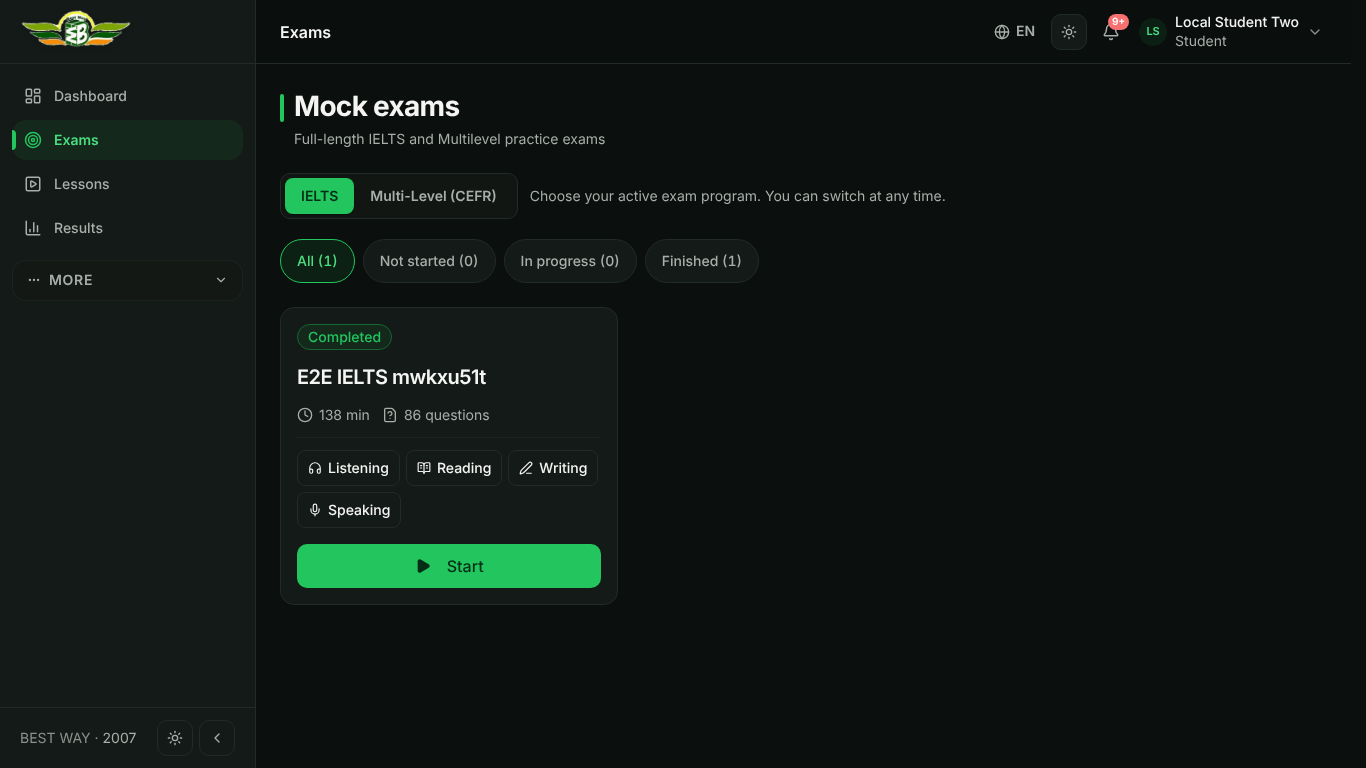 Exams
EN
9+
LS
Local Student Two
Student
Dashboard
Exams
Lessons
Results
MORE
Mock exams
Full-length IELTS and Multilevel practice exams
IELTS
Multi-Level (CEFR)
Choose your active exam program. You can switch at any time.
All (1)
Not started (0)
In progress (0)
Finished (1)
Completed
E2E IELTS mwkxu51t
138 min
86 questions
Listening
Reading
Writing
Speaking
Start
BEST WAY · 2007